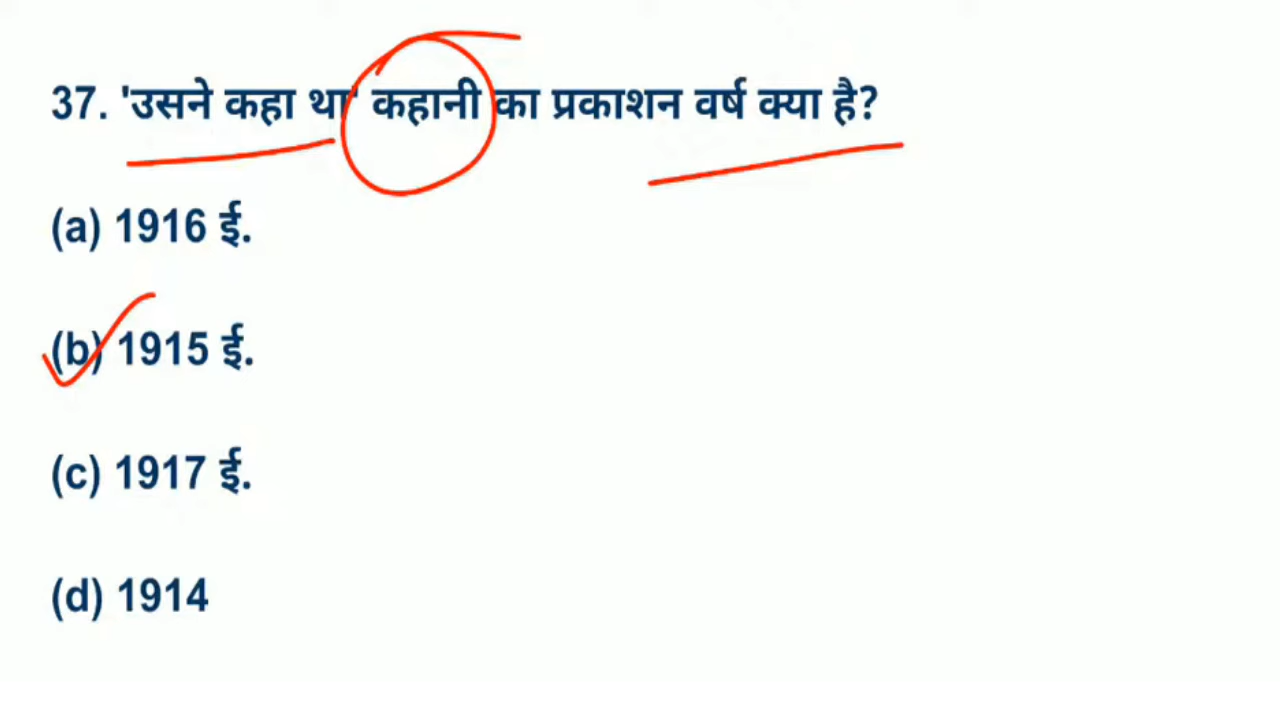 37. 'उसने कहा था' कहानी का प्रकाशन वर्ष क्या है?
(a) 1916 ई.
(b) 1915 ई.
(c) 1917 ई.
(d) 1914